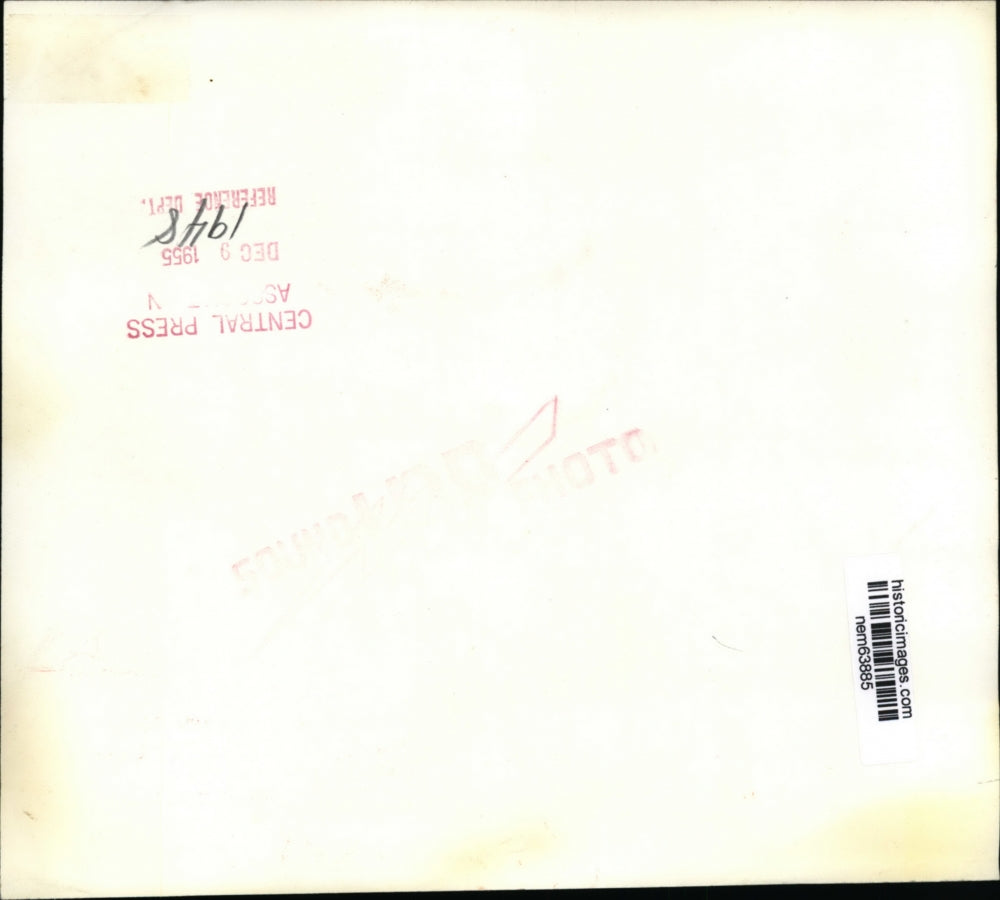 CENTRAL PRESS
DEC 9 1955
1948
REFERENCE DEPT.
PHOTO
historicimages.com
nem63885